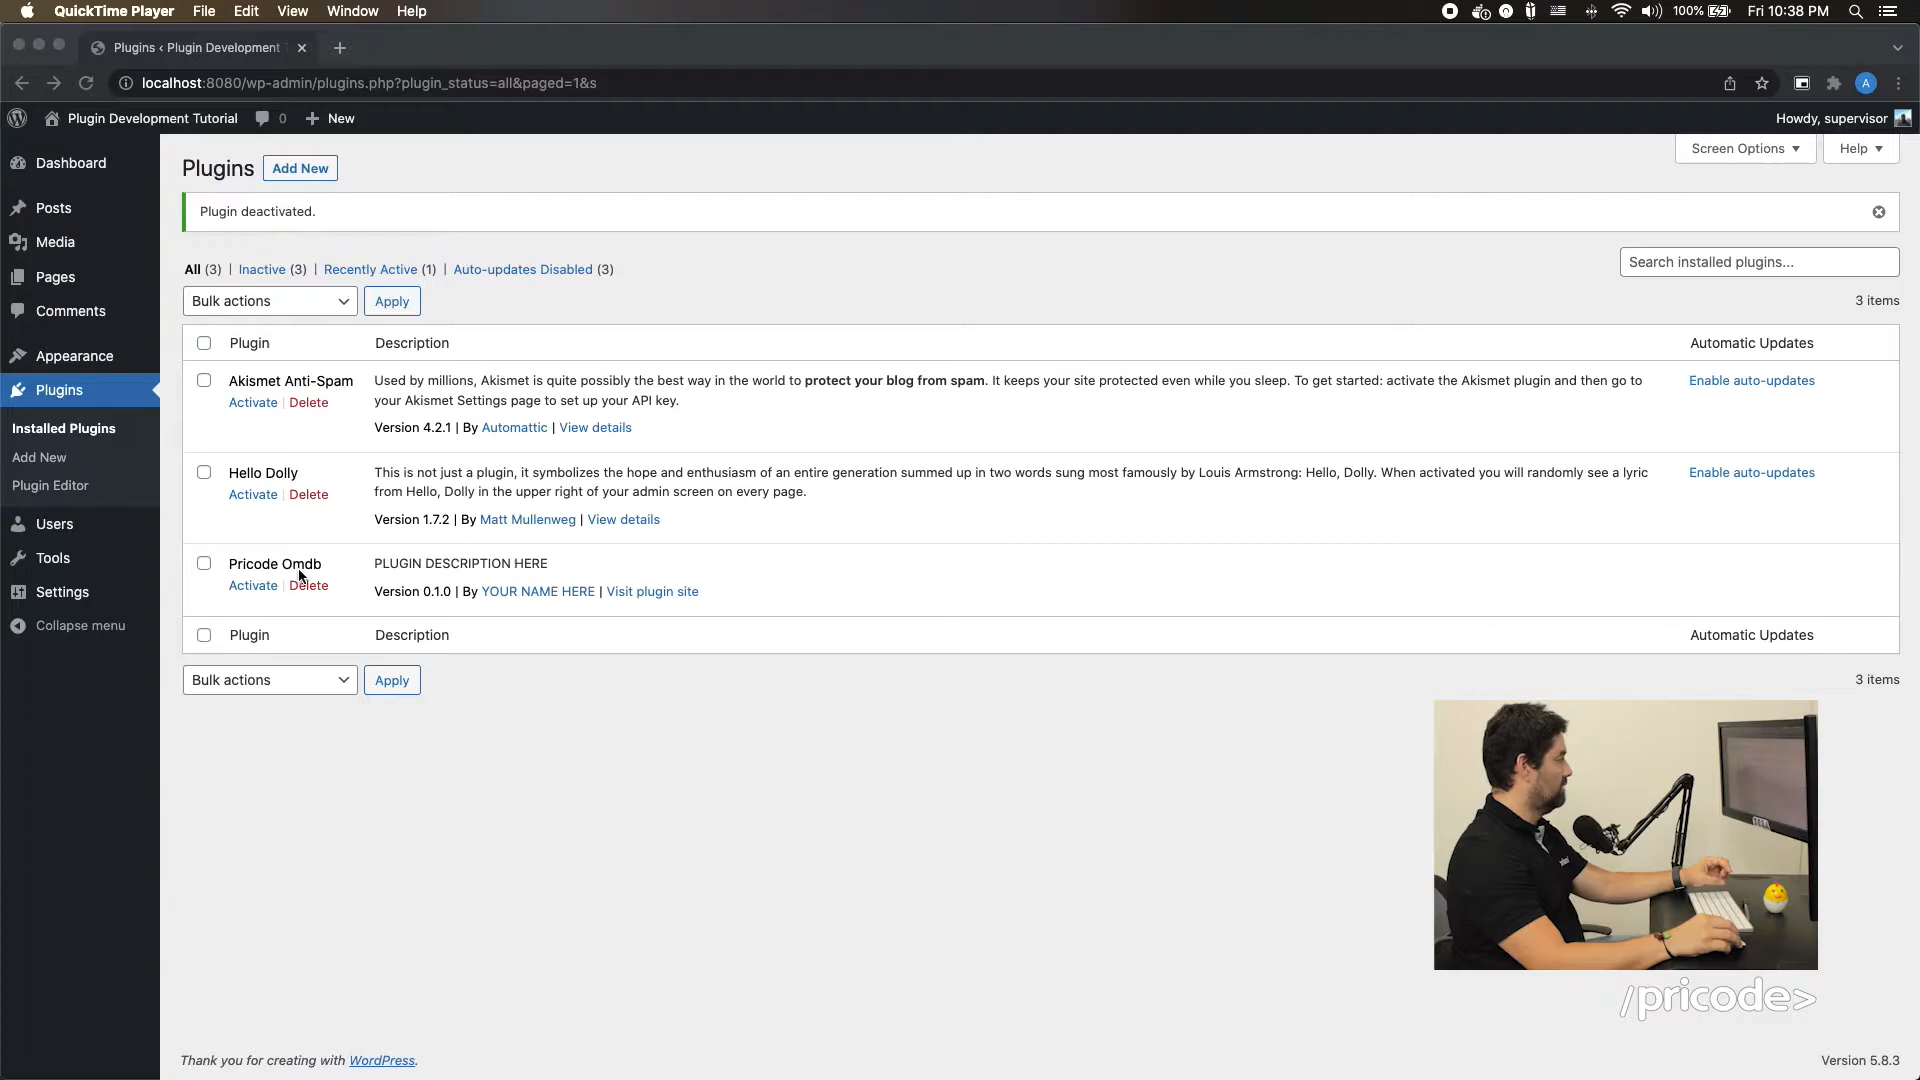 QuickTime Player File Edit View Window Help 100% Fri 10:38 PM
Plugins ‹ Plugin Development
localhost:8080/wp-admin/plugins.php?plugin_status=all&paged=1&s A
Plugin Development Tutorial 0 + New Howdy, supervisor
Dashboard
Posts
Media
Pages
Comments
Appearance
Plugins
Installed Plugins
Add New
Plugin Editor
Users
Tools
Settings
Collapse menu
Screen Options Help
Plugins Add New
Plugin deactivated.
All (3) | Inactive (3) | Recently Active (1) | Auto-updates Disabled (3)
Search installed plugins...
Bulk actions Apply 3 items
Plugin Description Automatic Updates
Akismet Anti-Spam
Activate | Delete
Used by millions, Akismet is quite possibly the best way in the world to protect your blog from spam. It keeps your site protected even while you sleep. To get started: activate the Akismet plugin and then go to
your Akismet Settings page to set up your API key.
Version 4.2.1 | By Automattic | View details
Enable auto-updates
Hello Dolly
Activate | Delete
This is not just a plugin, it symbolizes the hope and enthusiasm of an entire generation summed up in two words sung most famously by Louis Armstrong: Hello, Dolly. When activated you will randomly see a lyric
from Hello, Dolly in the upper right of your admin screen on every page.
Version 1.7.2 | By Matt Mullenweg | View details
Enable auto-updates
Pricode Omdb
Activate | Delete
PLUGIN DESCRIPTION HERE
Version 0.1.0 | By YOUR NAME HERE | Visit plugin site
Plugin Description Automatic Updates
Bulk actions Apply 3 items
/pricode>
Thank you for creating with WordPress. Version 5.8.3